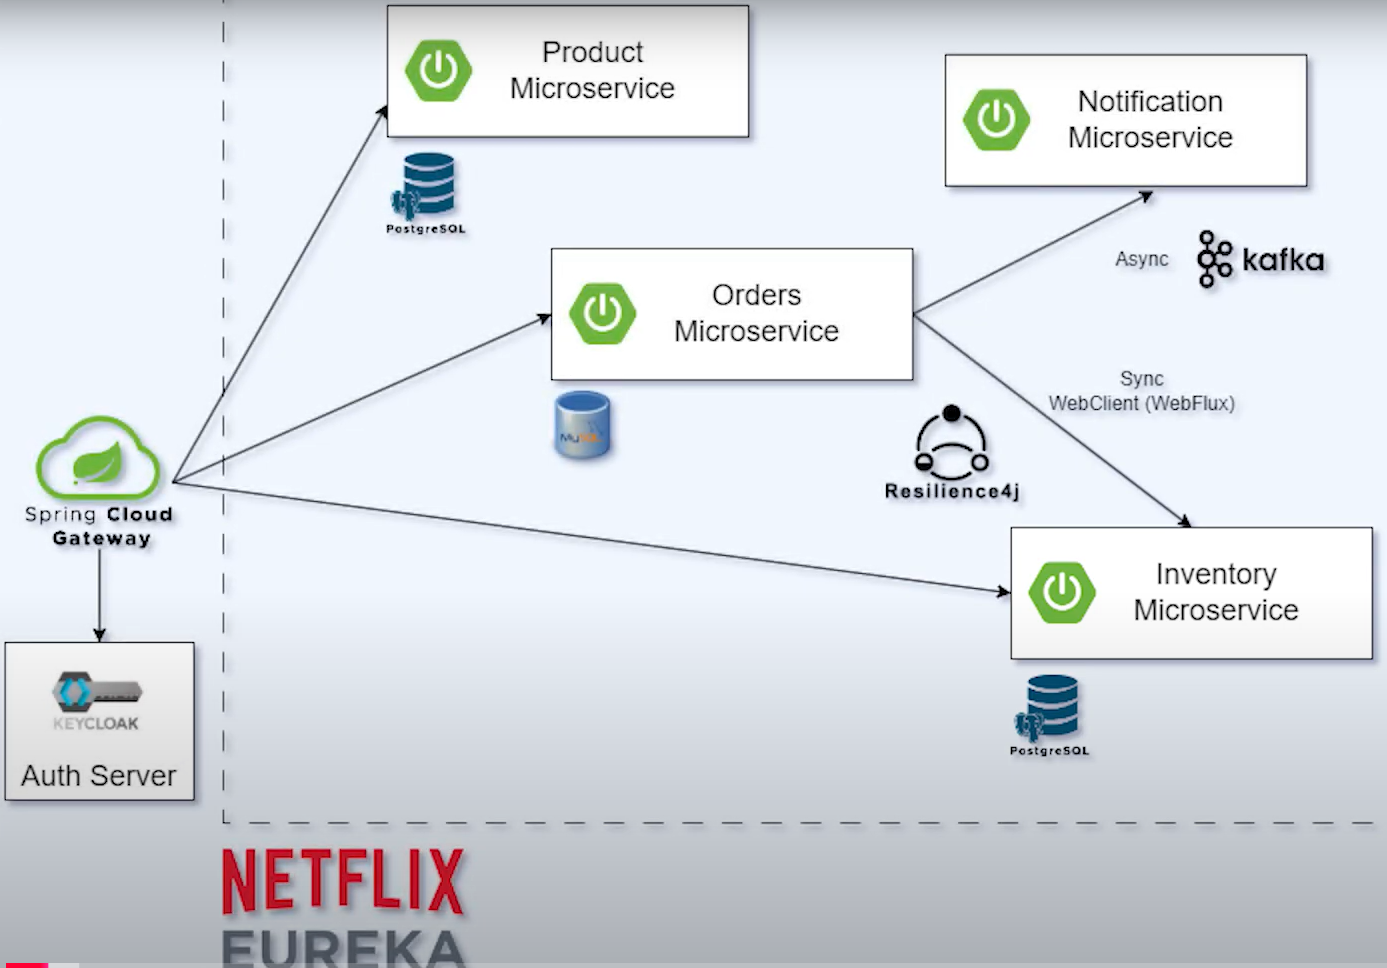 Product
Microservice
PostgreSQL
Notification
Microservice
Async
kafka
Orders
Microservice
MySQL
Sync
WebClient (WebFlux)
Resilience4j
Spring Cloud
Gateway
Inventory
Microservice
PostgreSQL
KEYCLOAK
Auth Server
NETFLIX
EUREKA